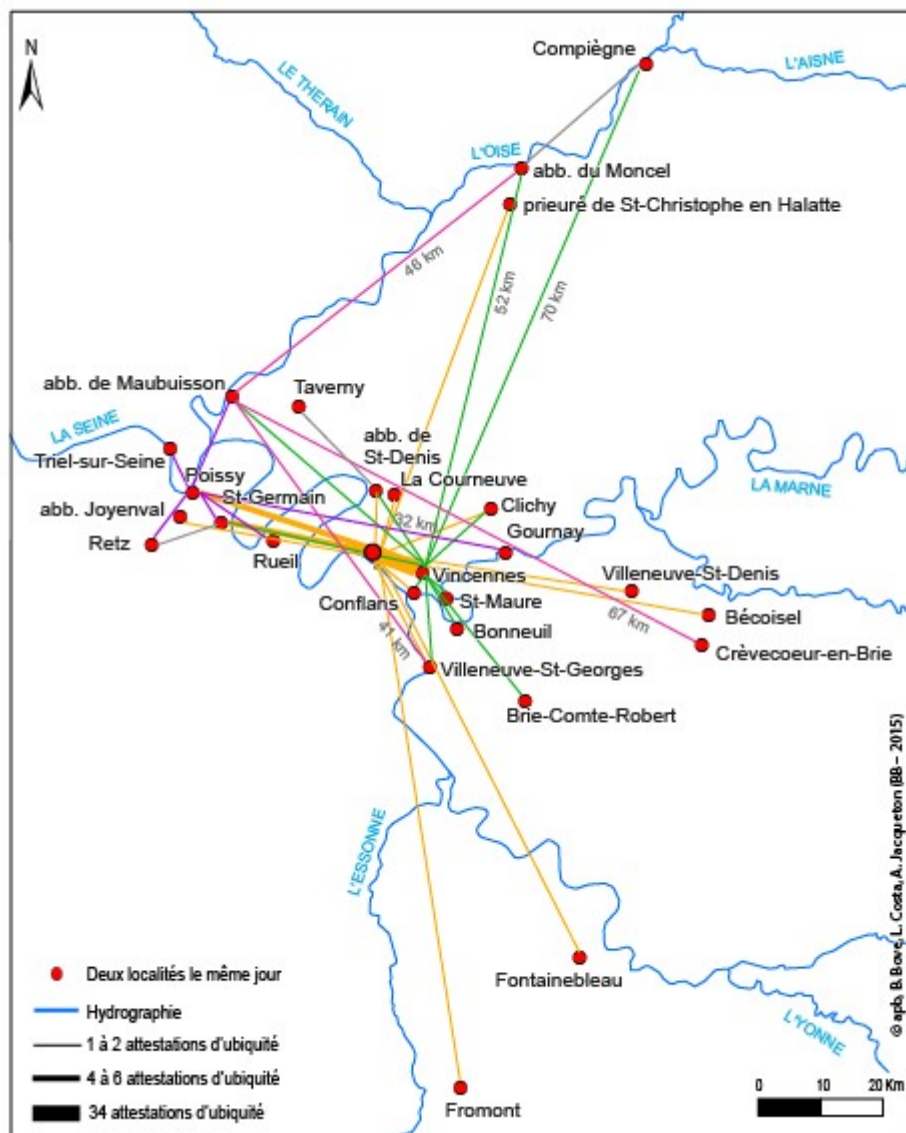 N
Compiègne
L'AISNE
LE THERAIN
L'OISE
abb. du Moncel
prieuré de St-Christophe en Halatte
46 km
52 km
70 km
abb. de Maubuisson
Taverny
LA SEINE
abb. de
St-Denis
Triel-sur-Seine
La Courneuve
Poissy
St-Germain
Clichy
LA MARNE
abb. Joyenval
32 km
Gournay
Retz
Rueil
Vincennes
Villeneuve-St-Denis
Conflans
St-Maure
Bécoisel
Bonneuil
67 km
41 km
Crèvecoeur-en-Brie
Villeneuve-St-Georges
Brie-Comte-Robert
L'ESSONNE
Fontainebleau
L'YONNE
Fromont
Deux localités le même jour
Hydrographie
1 à 2 attestations d'ubiquité
4 à 6 attestations d'ubiquité
34 attestations d'ubiquité
0 10 20 Km
© apb, B. Bove, L. Costa, A. Jacqueton (BB – 2015)